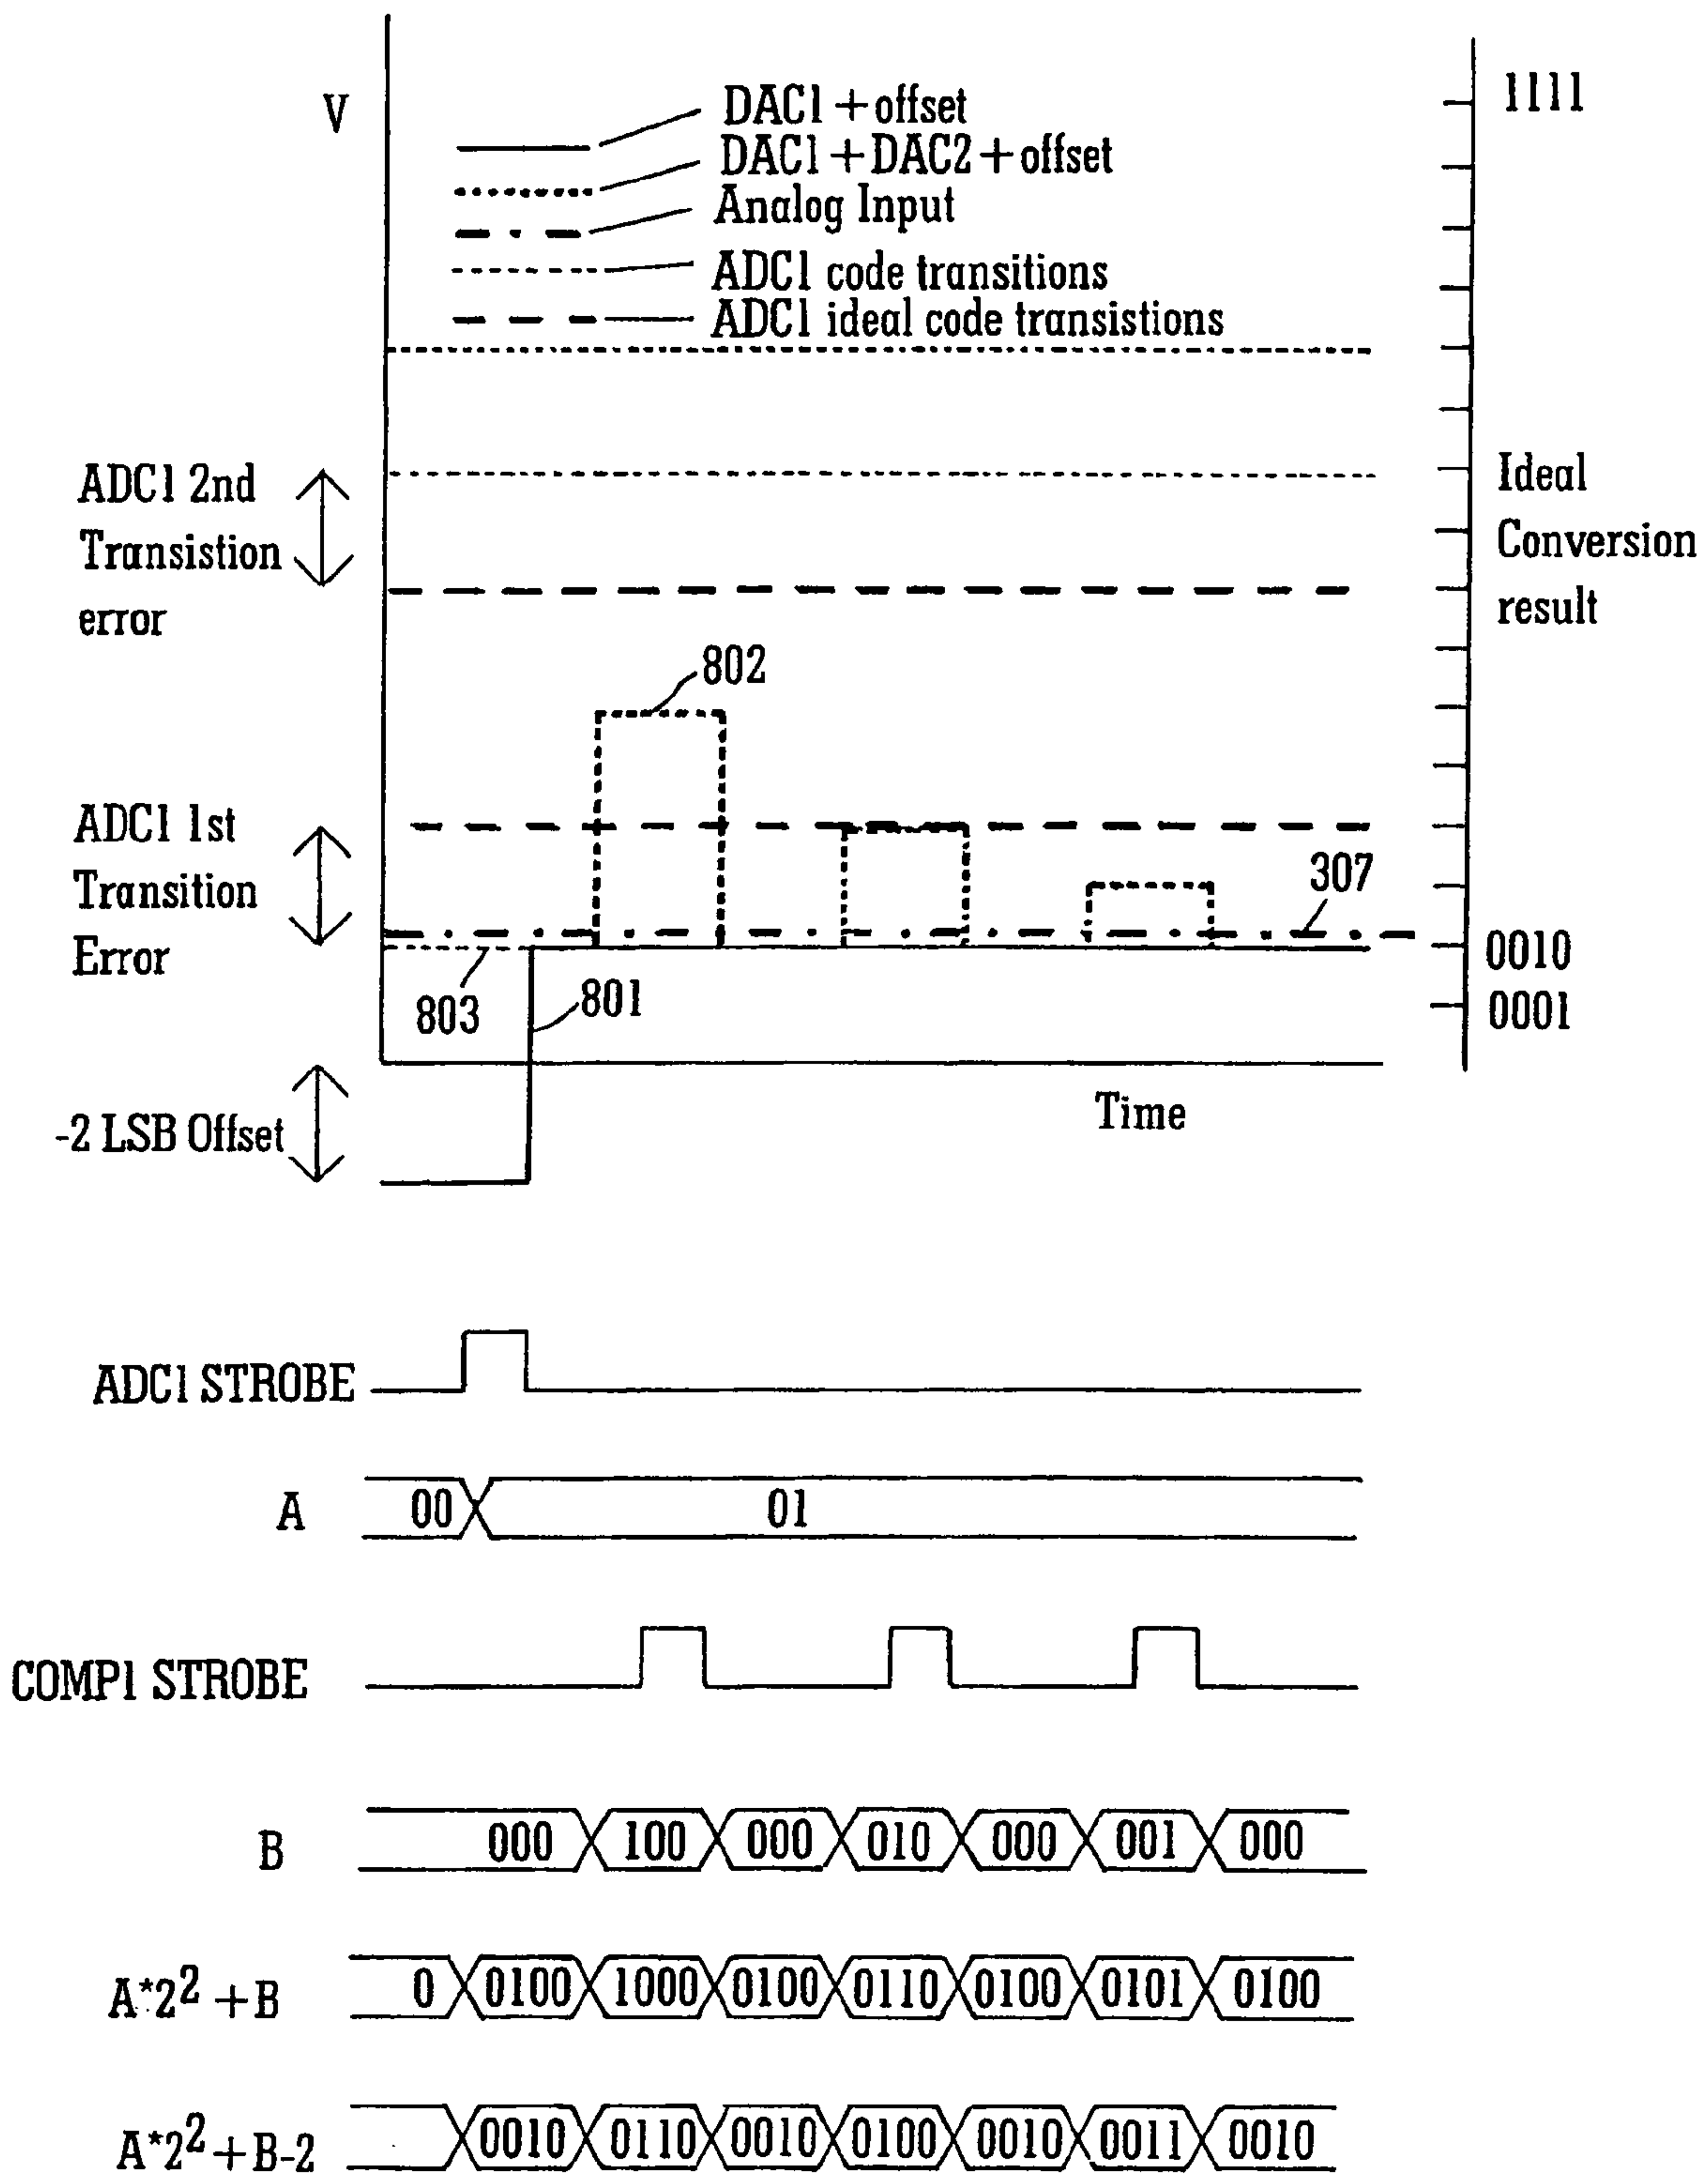 V
DAC1 + offset
DAC1 + DAC2 + offset
Analog Input
ADC1 code transitions
ADC1 ideal code transistions
1111
ADC1 2nd
Transistion
error
Ideal
Conversion
result
802
ADC1 1st
Transition
Error
307
803
801
0010
0001
-2 LSB Offset
Time
ADC1 STROBE
A
00 01
COMP1 STROBE
B
000 100 000 010 000 001 000
A*2² + B
0 0100 1000 0100 0110 0100 0101 0100
A*2² + B-2
0010 0110 0010 0100 0010 0011 0010